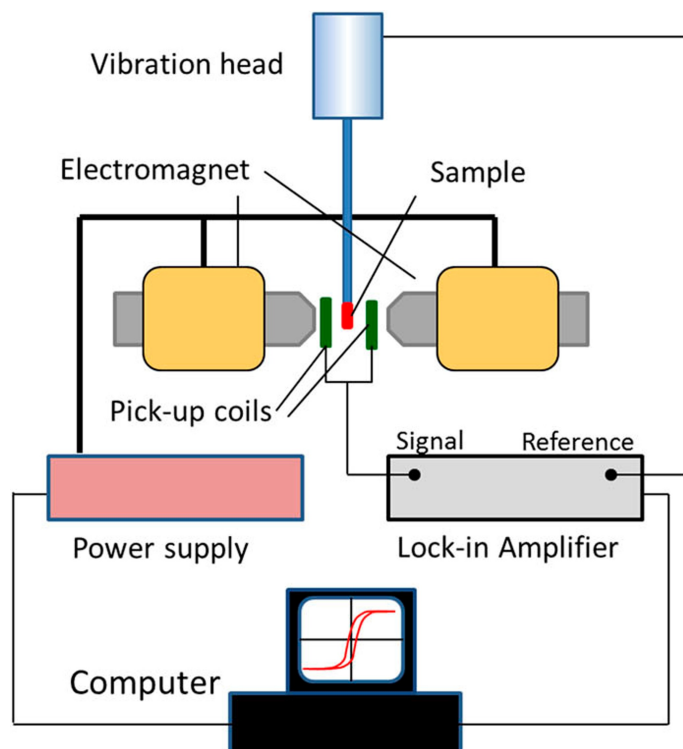 Vibration head
Electromagnet
Sample
Pick-up coils
Signal
Reference
Power supply
Lock-in Amplifier
Computer